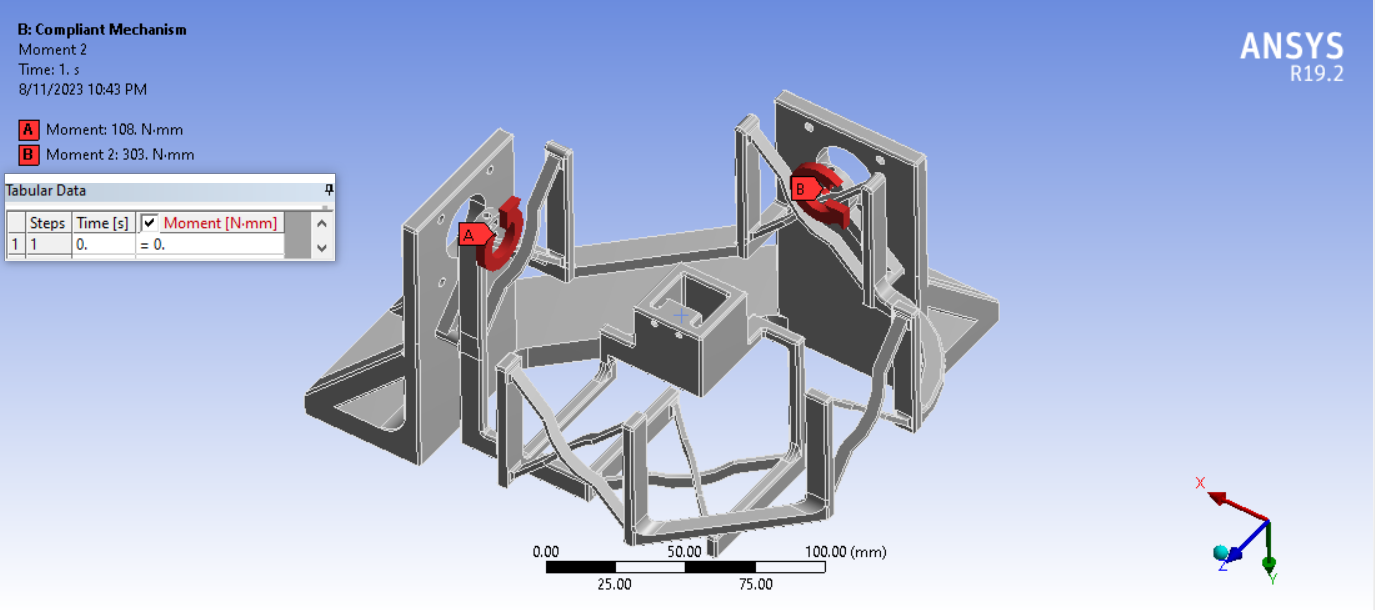 B: Compliant Mechanism
Moment 2
Time: 1. s
8/11/2023 10:43 PM
A Moment: 108. N·mm
B Moment 2: 303. N·mm
ANSYS
R19.2
Tabular Data
Steps Time [s] Moment [N·mm]
1 1 0. = 0.
A
B
X
Z
Y
0.00 50.00 100.00 (mm)
25.00 75.00